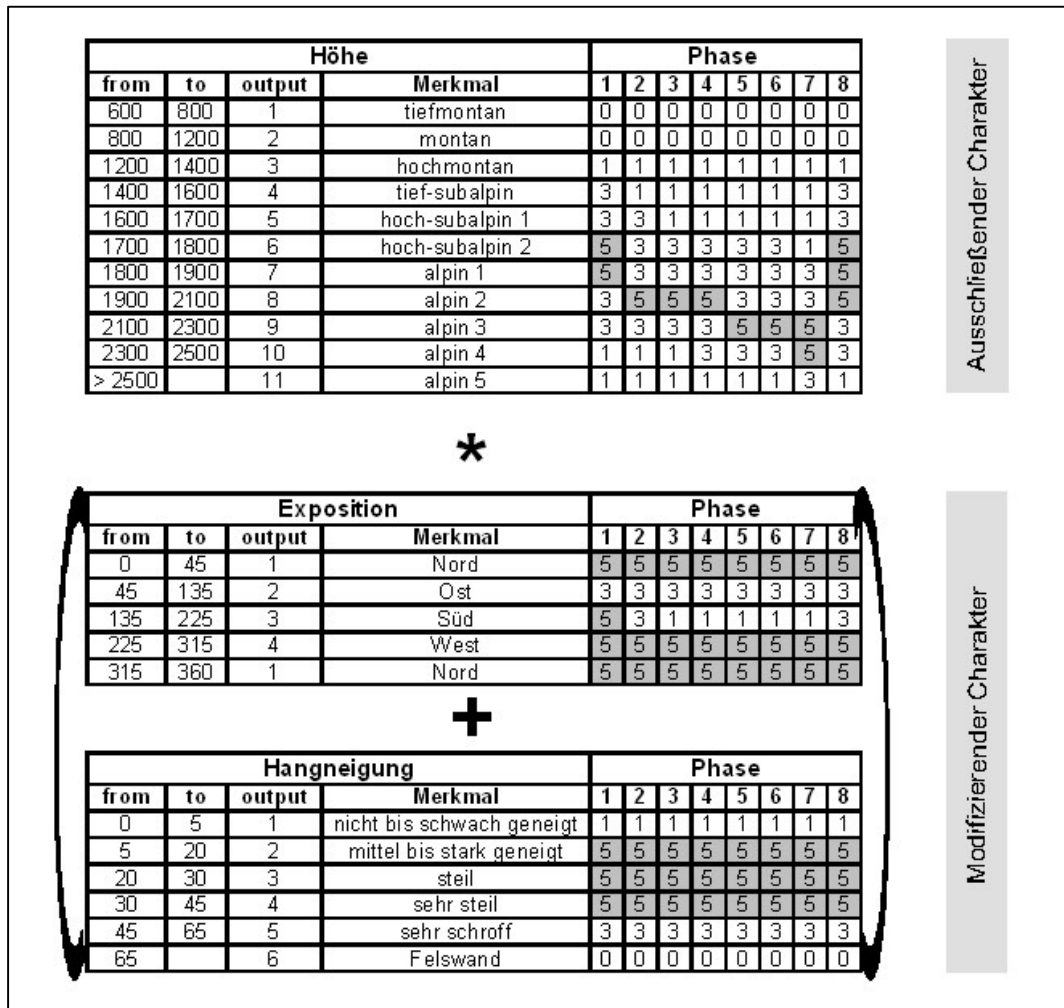 Höhe Phase
from to output Merkmal 1 2 3 4 5 6 7 8
600 800 1 tiefmontan 0 0 0 0 0 0 0 0
800 1200 2 montan 0 0 0 0 0 0 0 0
1200 1400 3 hochmontan 1 1 1 1 1 1 1 1
1400 1600 4 tief-subalpin 3 1 1 1 1 1 1 3
1600 1700 5 hoch-subalpin 1 3 3 1 1 1 1 1 3
1700 1800 6 hoch-subalpin 2 5 3 3 3 3 3 1 5
1800 1900 7 alpin 1 5 3 3 3 3 3 3 5
1900 2100 8 alpin 2 3 5 5 5 3 3 3 5
2100 2300 9 alpin 3 3 3 3 3 5 5 5 3
2300 2500 10 alpin 4 1 1 1 3 3 3 5 3
> 2500 11 alpin 5 1 1 1 1 1 1 3 1
Ausschließender Charakter
*
Exposition Phase
from to output Merkmal 1 2 3 4 5 6 7 8
0 45 1 Nord 5 5 5 5 5 5 5 5
45 135 2 Ost 3 3 3 3 3 3 3 3
135 225 3 Süd 5 3 1 1 1 1 1 3
225 315 4 West 5 5 5 5 5 5 5 5
315 360 1 Nord 5 5 5 5 5 5 5 5
+
Hangneigung Phase
from to output Merkmal 1 2 3 4 5 6 7 8
0 5 1 nicht bis schwach geneigt 1 1 1 1 1 1 1 1
5 20 2 mittel bis stark geneigt 5 5 5 5 5 5 5 5
20 30 3 steil 5 5 5 5 5 5 5 5
30 45 4 sehr steil 5 5 5 5 5 5 5 5
45 65 5 sehr schroff 3 3 3 3 3 3 3 3
65 6 Felswand 0 0 0 0 0 0 0 0
Modifizierender Charakter